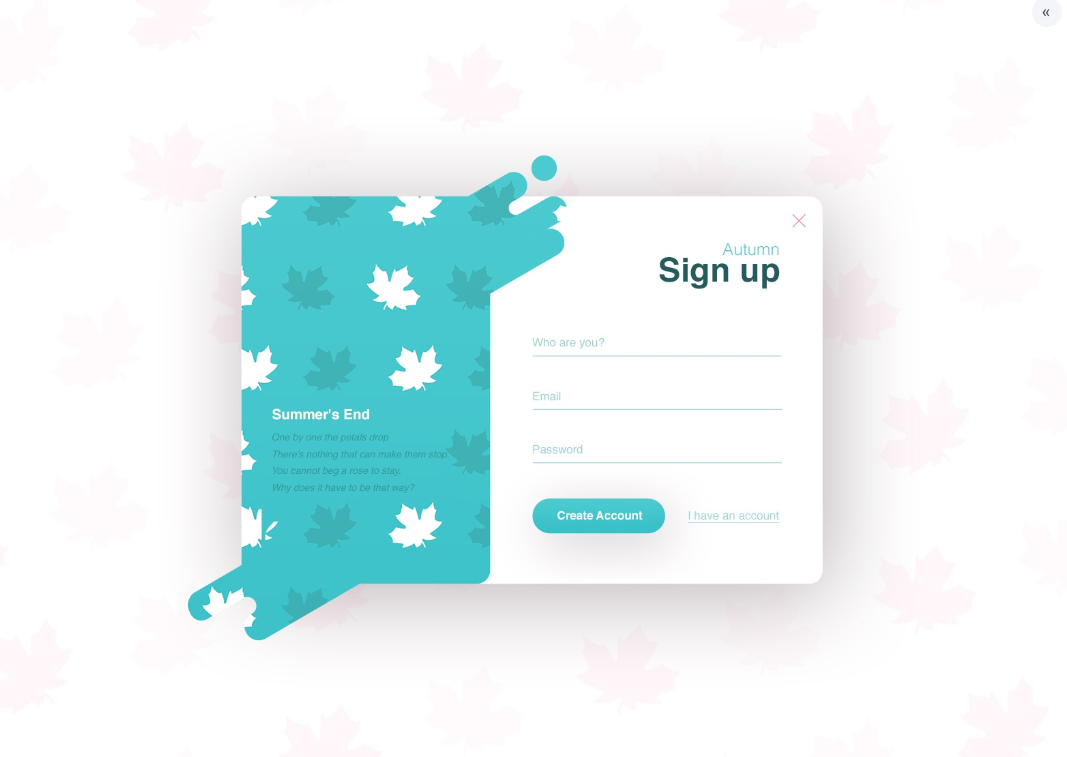 «
Autumn
Sign up
Who are you?
Email
Password
Summer's End
One by one the petals drop
There's nothing that can make them stop
You cannot beg a rose to stay.
Why does it have to be that way?
Create Account
I have an account